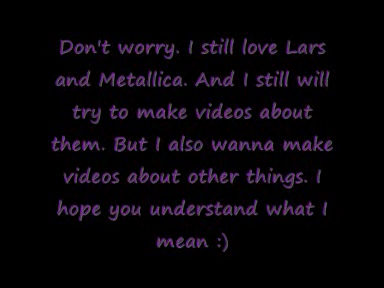 Don't worry. I still love Lars
and Metallica. And I still will
try to make videos about
them. But I also wanna make
videos about other things. I
hope you understand what I
mean :)